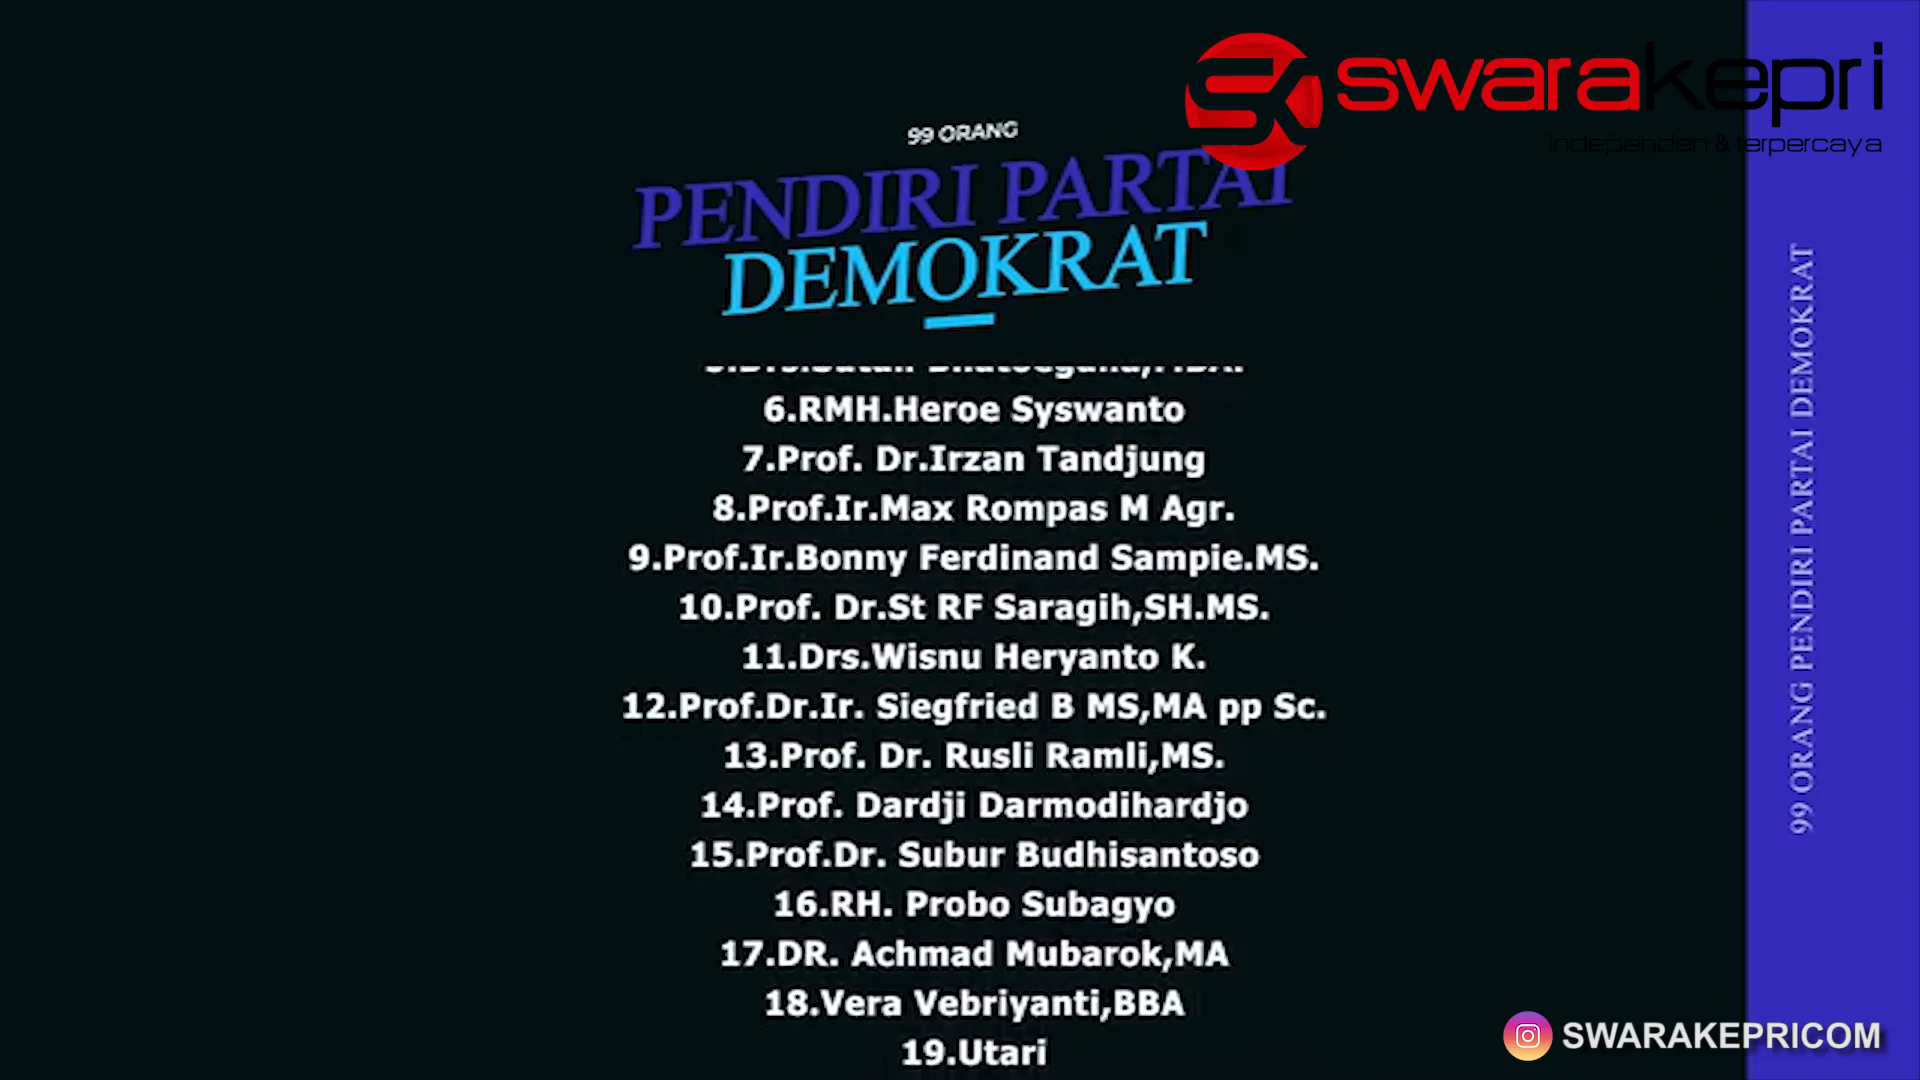 swarakepri
independen & terpercaya
99 ORANG
PENDIRI PARTAI
DEMOKRAT
6.RMH.Heroe Syswanto
7.Prof. Dr.Irzan Tandjung
8.Prof.Ir.Max Rompas M Agr.
9.Prof.Ir.Bonny Ferdinand Sampie.MS.
10.Prof. Dr.St RF Saragih,SH.MS.
11.Drs.Wisnu Heryanto K.
12.Prof.Dr.Ir. Siegfried B MS,MA pp Sc.
13.Prof. Dr. Rusli Ramli,MS.
14.Prof. Dardji Darmodihardjo
15.Prof.Dr. Subur Budhisantoso
16.RH. Probo Subagyo
17.DR. Achmad Mubarok,MA
18.Vera Vebriyanti,BBA
19.Utari
99 ORANG PENDIRI PARTAI DEMOKRAT
SWARAKEPRICOM